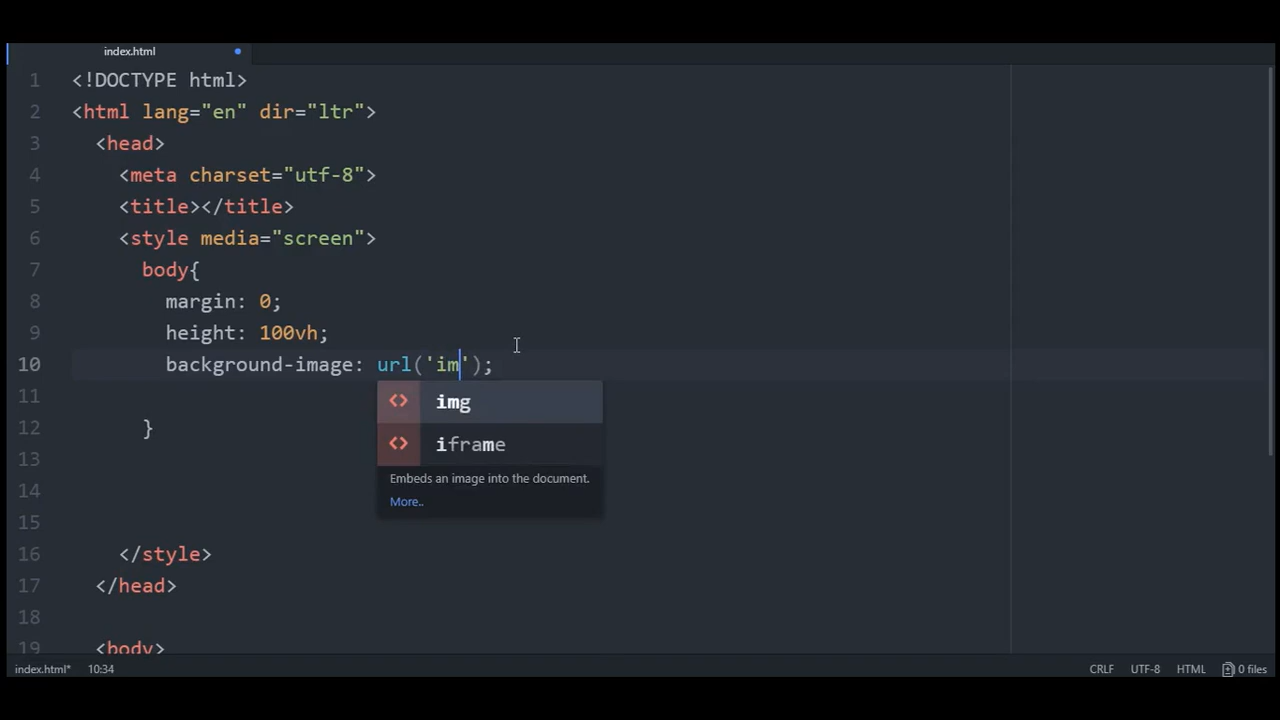 index.html
1 <!DOCTYPE html>
2 <html lang="en" dir="ltr">
3 <head>
4 <meta charset="utf-8">
5 <title></title>
6 <style media="screen">
7 body{
8 margin: 0;
9 height: 100vh;
10 background-image: url('im');
11
img
12 }
iframe
13
Embeds an image into the document.
14
More..
15
16 </style>
17 </head>
18
19 <body>
index.html* 10:34 CRLF UTF-8 HTML 0 files